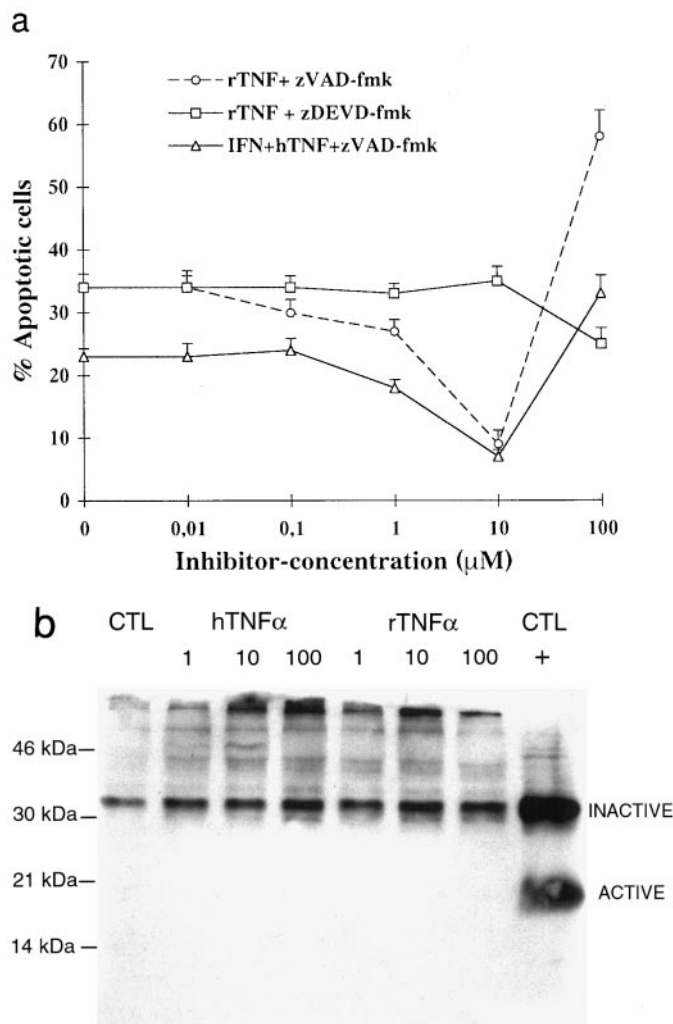 a
70
60
50
40
30
20
10
0
% Apoptotic cells
rTNF+ zVAD-fmk
rTNF + zDEVD-fmk
IFN+hTNF+zVAD-fmk
0 0,01 0,1 1 10 100
Inhibitor-concentration (μM)
b
CTL hTNFα rTNFα CTL
1 10 100 1 10 100 +
46 kDa
30 kDa
INACTIVE
21 kDa
ACTIVE
14 kDa